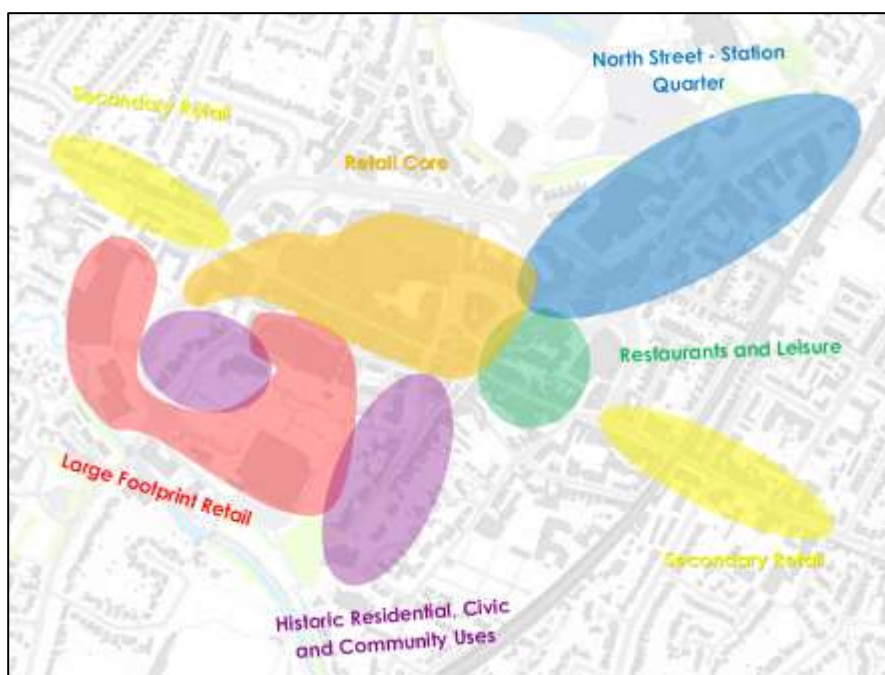 North Street - Station
Quarter
Secondary Retail
Retail Core
Restaurants and Leisure
Large Footprint Retail
Secondary Retail
Historic Residential, Civic
and Community Uses